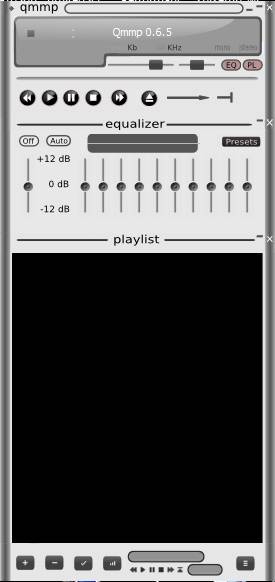 qmmp
Qmmp 0.6.5
Kb KHz mono stereo
EQ PL
equalizer
Off Auto Presets
+12 dB
0 dB
-12 dB
playlist